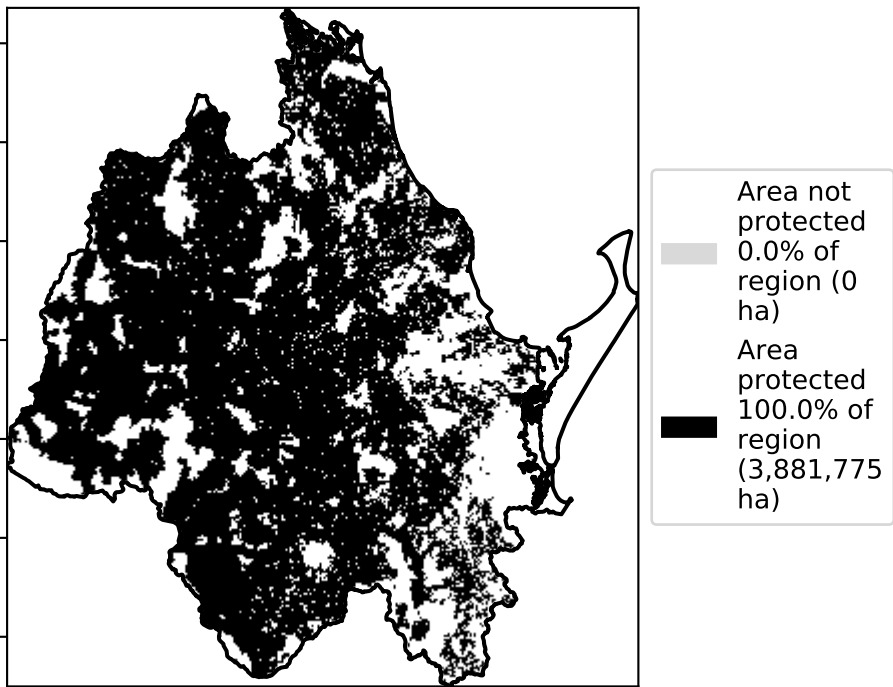 Area not
protected
0.0% of
region (0
ha)
Area
protected
100.0% of
region
(3,881,775
ha)